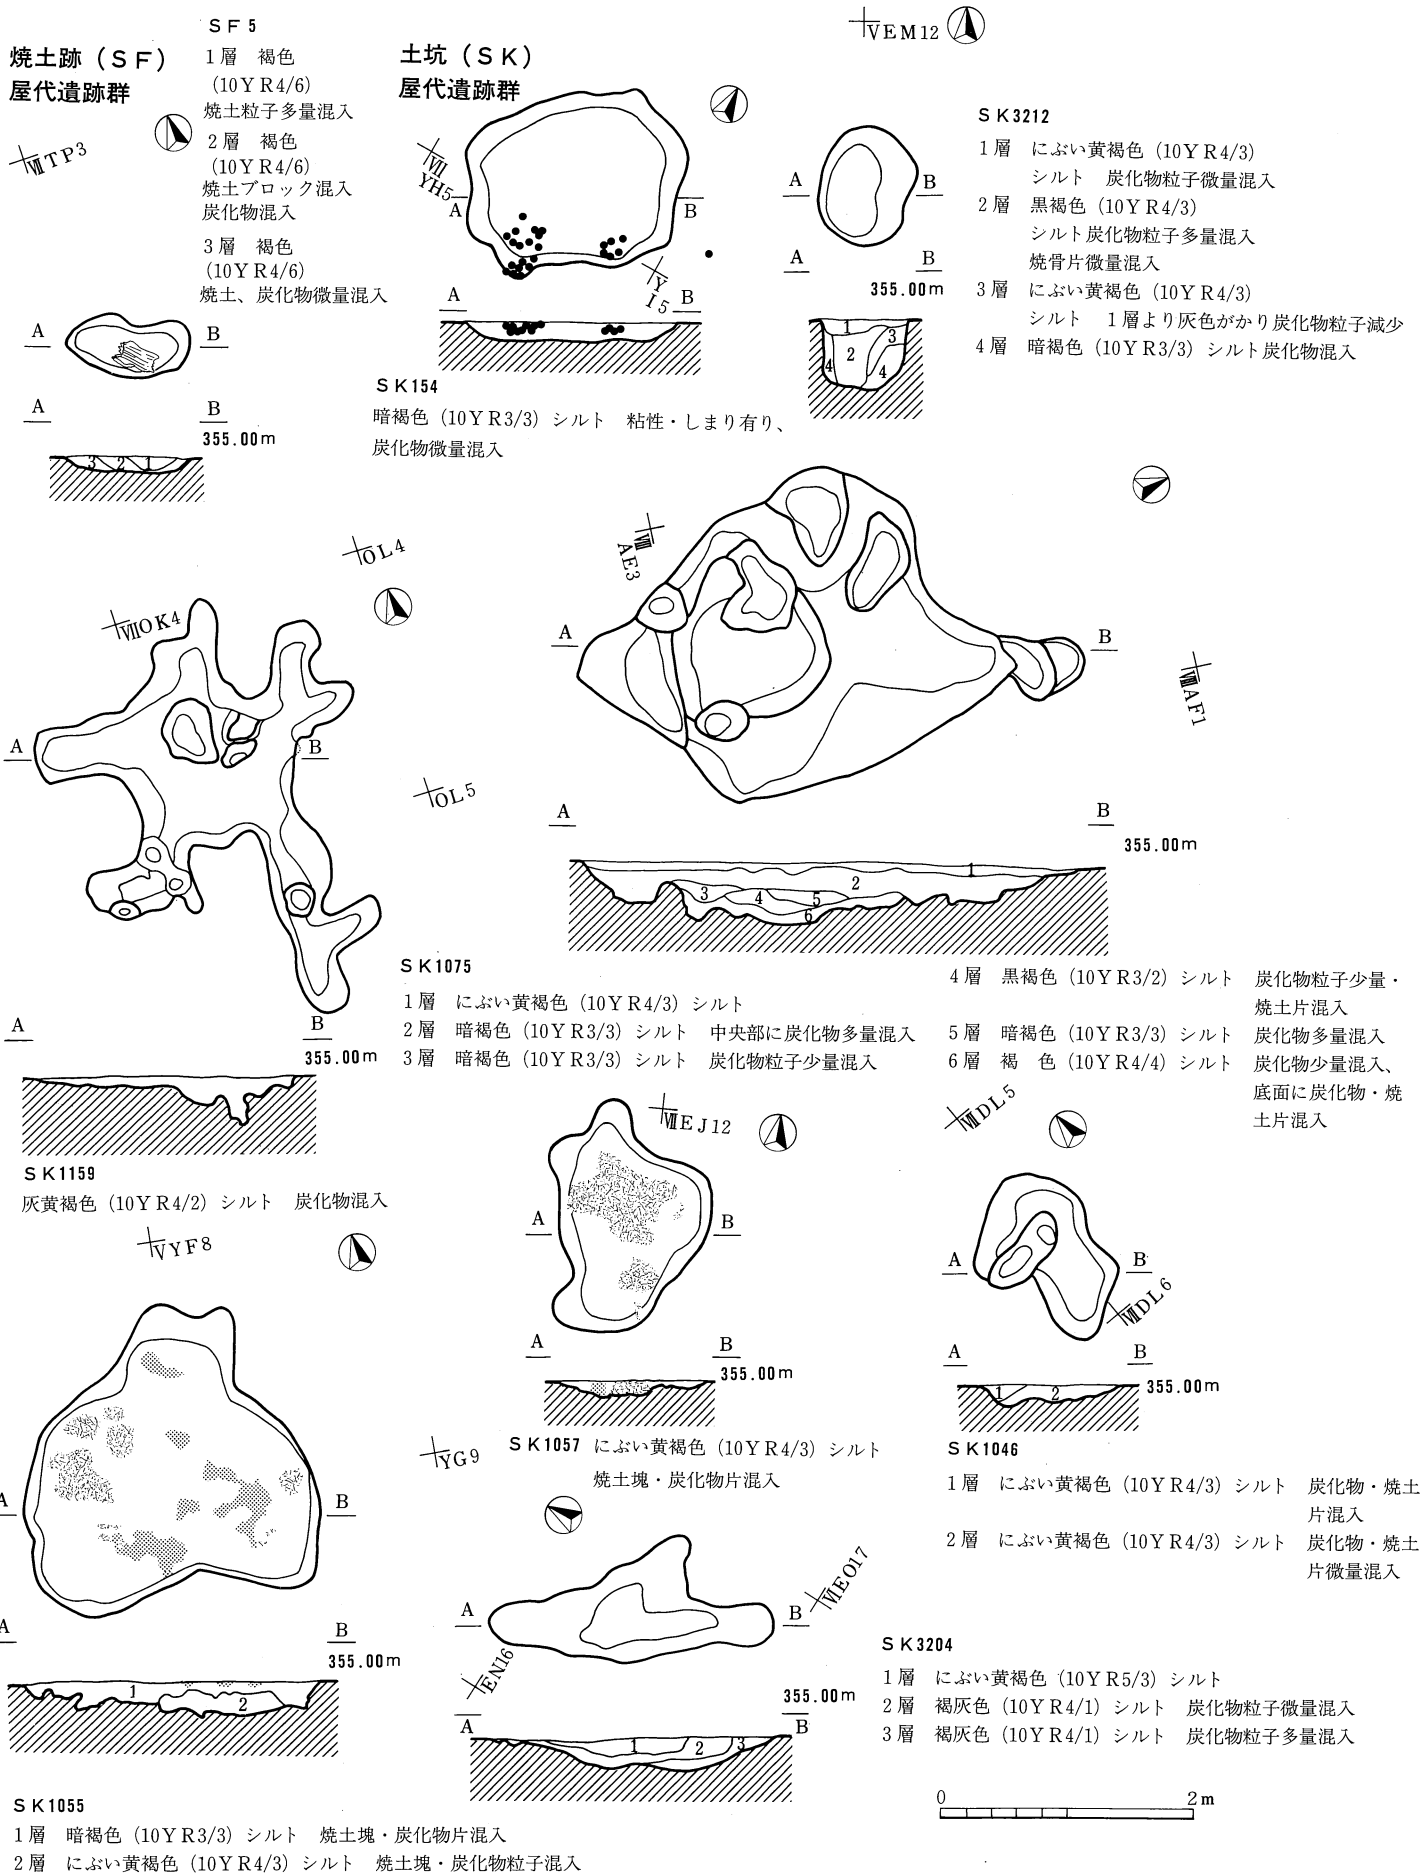 焼土跡（ＳＦ）
屋代遺跡群
ＳＦ５
１層　褐色
（10ＹＲ4/6）
焼土粒子多量混入
２層　褐色
（10ＹＲ4/6）
焼土ブロック混入
炭化物混入
３層　褐色
（10ＹＲ4/6）
焼土、炭化物微量混入
ⅦTP3
A
B
A
B
355.00m
3 2 1
土坑（ＳＫ）
屋代遺跡群
Ⅶ
YH5
A
B
Y
I5
A
B
ＳＫ154
暗褐色（10ＹＲ3/3）シルト　粘性・しまり有り、
炭化物微量混入
ⅤEM12
A
B
A
B
355.00m
1
2
3
4
4
ＳＫ3212
１層　にぶい黄褐色（10ＹＲ4/3）
シルト　炭化物粒子微量混入
２層　黒褐色（10ＹＲ4/3）
シルト炭化物粒子多量混入
焼骨片微量混入
３層　にぶい黄褐色（10ＹＲ4/3）
シルト　１層より灰色がかり炭化物粒子減少
４層　暗褐色（10ＹＲ3/3）シルト炭化物混入
OL4
ⅦOK4
A
B
OL5
A
B
355.00m
ＳＫ1159
灰黄褐色（10ＹＲ4/2）シルト　炭化物混入
Ⅷ
AE3
A
B
ⅧAF1
A
B
355.00m
1
2
3
4
5
6
ＳＫ1075
１層　にぶい黄褐色（10ＹＲ4/3）シルト
２層　暗褐色（10ＹＲ3/3）シルト　中央部に炭化物多量混入
３層　暗褐色（10ＹＲ3/3）シルト　炭化物粒子少量混入
４層　黒褐色（10ＹＲ3/2）シルト　炭化物粒子少量・
焼土片混入
５層　暗褐色（10ＹＲ3/3）シルト　炭化物多量混入
６層　褐　色（10ＹＲ4/4）シルト　炭化物少量混入、
底面に炭化物・焼
土片混入
ⅦEJ12
A
B
A
B
355.00m
ＳＫ1057　にぶい黄褐色（10ＹＲ4/3）シルト
焼土塊・炭化物片混入
ⅧDL5
A
B
ⅧDL6
A
B
355.00m
1
2
ＳＫ1046
１層　にぶい黄褐色（10ＹＲ4/3）シルト　炭化物・焼土
片混入
２層　にぶい黄褐色（10ＹＲ4/3）シルト　炭化物・焼土
片微量混入
ⅤYF8
YG9
A
B
A
B
355.00m
1
2
ＳＫ1055
１層　暗褐色（10ＹＲ3/3）シルト　焼土塊・炭化物片混入
２層　にぶい黄褐色（10ＹＲ4/3）シルト　焼土塊・炭化物粒子混入
A
B
ⅦEO17
EN16
355.00m
A
B
1
2
3
ＳＫ3204
１層　にぶい黄褐色（10ＹＲ5/3）シルト
２層　褐灰色（10ＹＲ4/1）シルト　炭化物粒子微量混入
３層　褐灰色（10ＹＲ4/1）シルト　炭化物粒子多量混入
0
2m